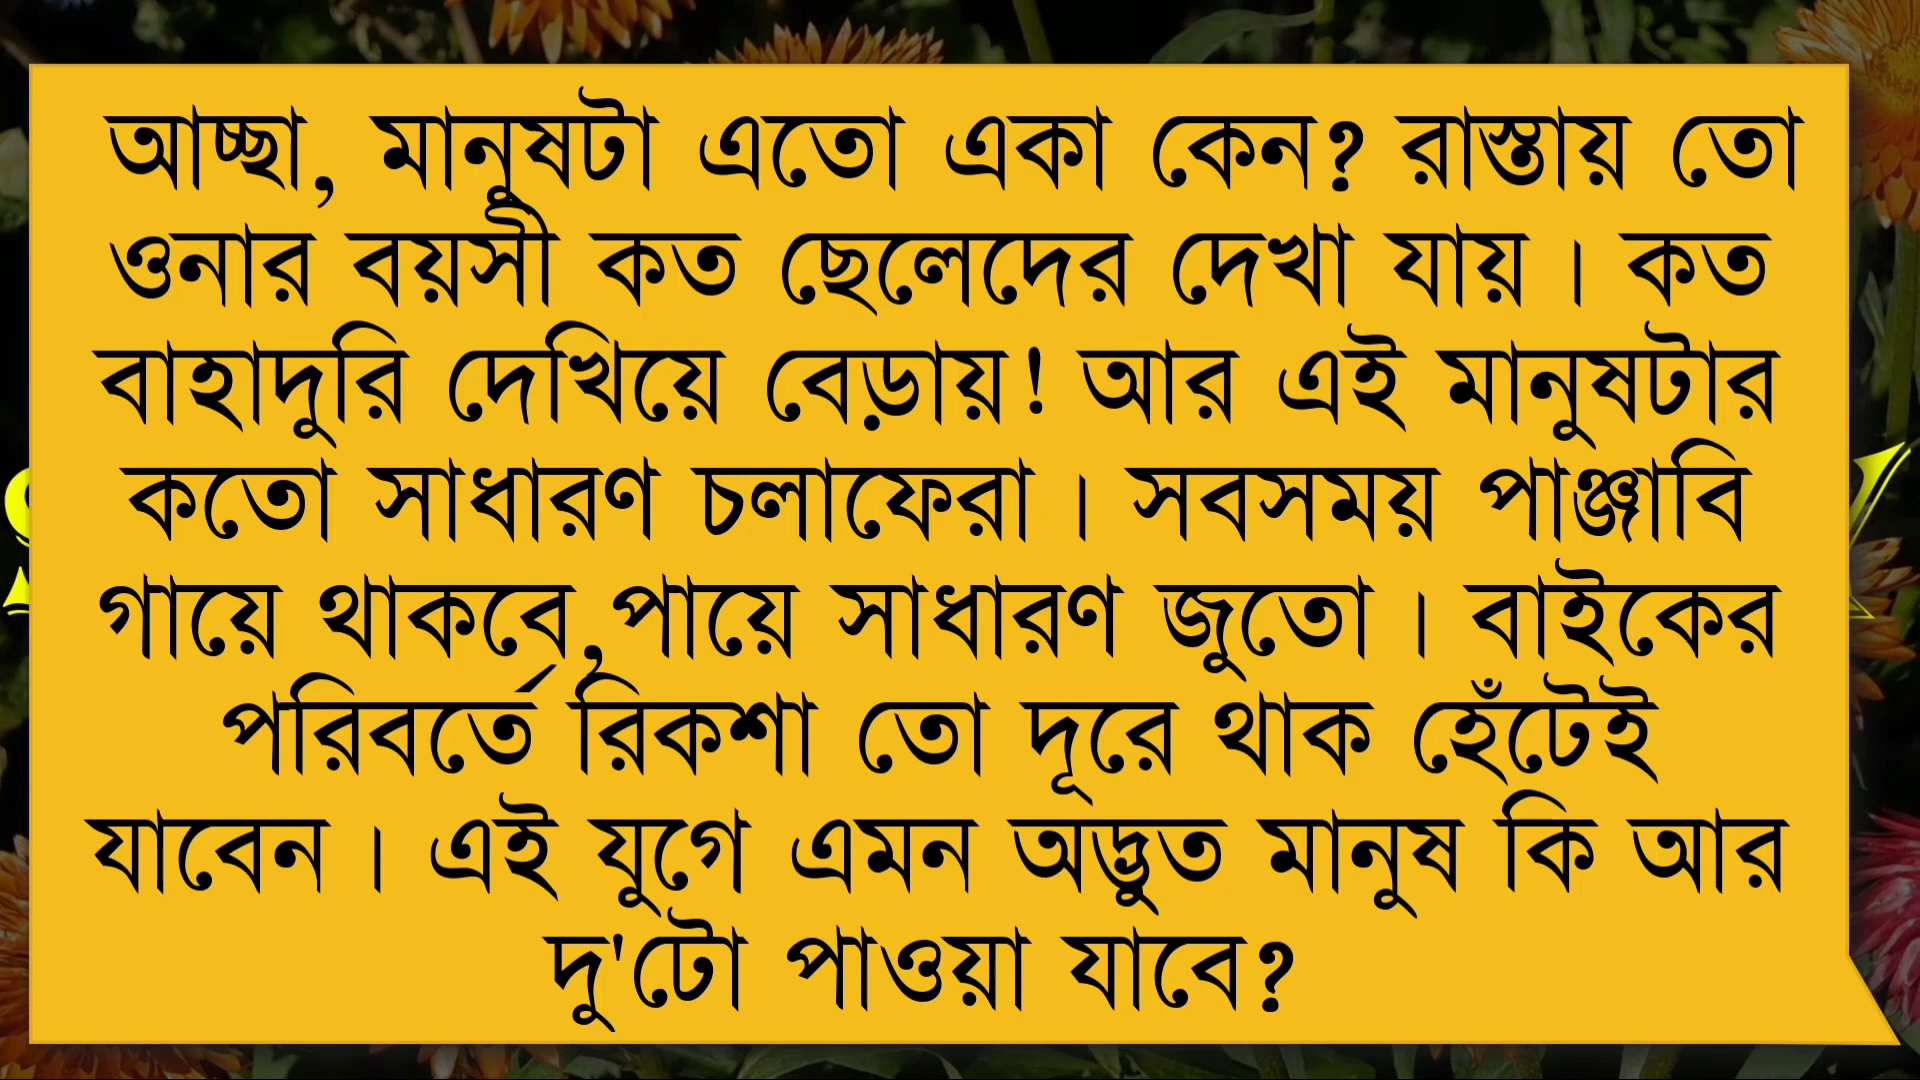 আচ্ছা, মানুষটা এতো একা কেন? রাস্তায় তো
ওনার বয়সী কত ছেলেদের দেখা যায়। কত
বাহাদুরি দেখিয়ে বেড়ায়! আর এই মানুষটার
কতো সাধারণ চলাফেরা। সবসময় পাঞ্জাবি
গায়ে থাকবে,পায়ে সাধারণ জুতো। বাইকের
পরিবর্তে রিকশা তো দূরে থাক হেঁটেই
যাবেন। এই যুগে এমন অদ্ভুত মানুষ কি আর
দু'টো পাওয়া যাবে?